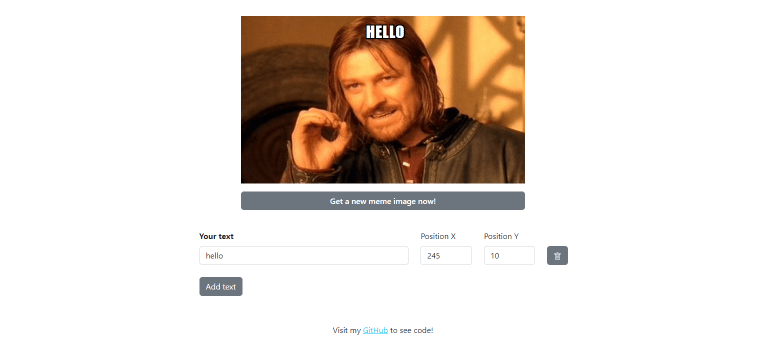 HELLO
Get a new meme image now!
Your text Position X Position Y
hello 245 10
Add text
Visit my GitHub to see code!